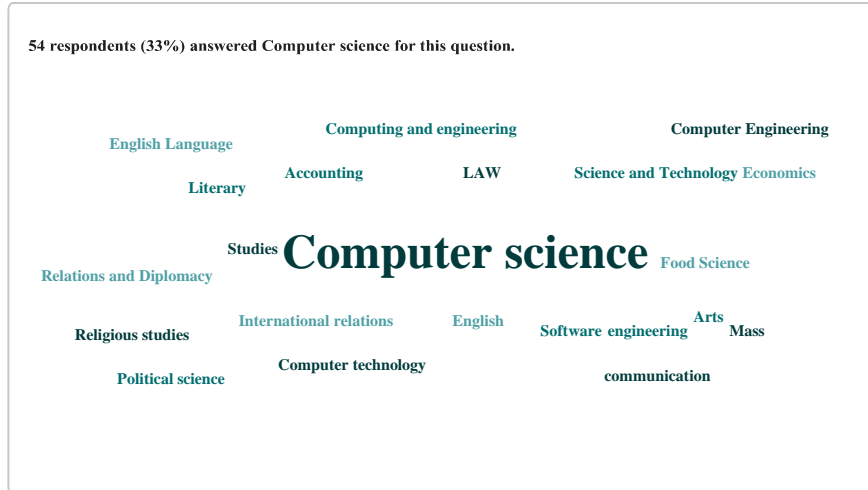 54 respondents (33%) answered Computer science for this question.
Computing and engineering
Computer Engineering
English Language
Accounting
LAW
Science and Technology
Economics
Literary
Studies
Computer science
Food Science
Relations and Diplomacy
International relations
English
Arts
Software engineering
Mass
Religious studies
Computer technology
communication
Political science